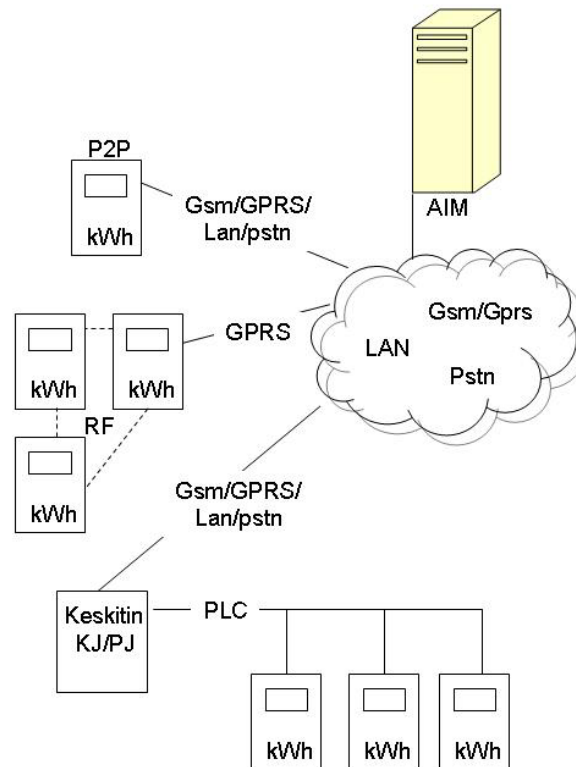 P2P
kWh
Gsm/GPRS/
Lan/pstn
AIM
Gsm/Gprs
LAN
Pstn
GPRS
kWh
kWh
RF
kWh
Gsm/GPRS/
Lan/pstn
Keskitin
KJ/PJ
PLC
kWh
kWh
kWh